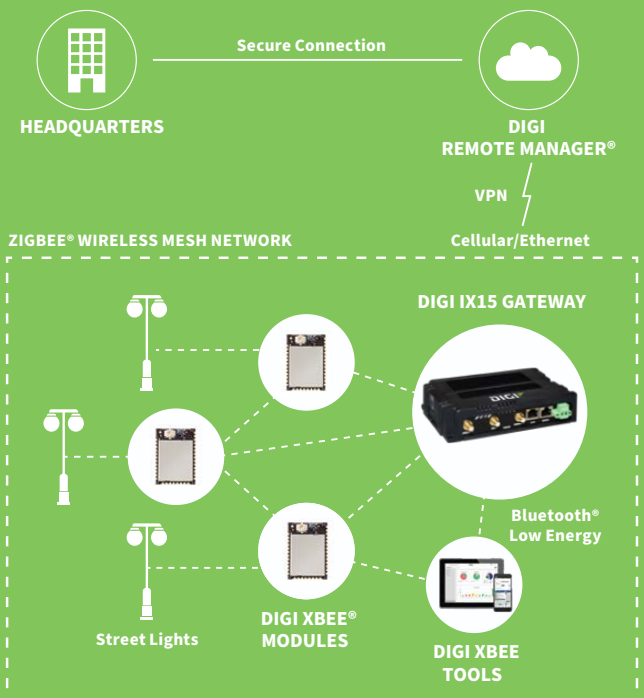 Secure Connection
HEADQUARTERS
DIGI
REMOTE MANAGER®
VPN
ZIGBEE® WIRELESS MESH NETWORK
Cellular/Ethernet
DIGI IX15 GATEWAY
DIGI
Bluetooth®
Low Energy
DIGI XBEE®
MODULES
Street Lights
DIGI XBEE
TOOLS